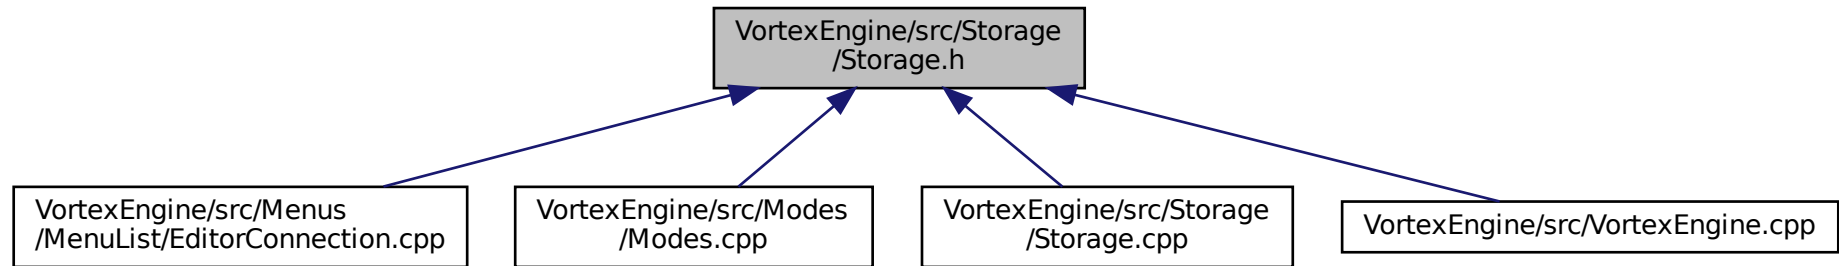 VortexEngine/src/Storage
/Storage.h
VortexEngine/src/Menus
/MenuList/EditorConnection.cpp
VortexEngine/src/Modes
/Modes.cpp
VortexEngine/src/Storage
/Storage.cpp
VortexEngine/src/VortexEngine.cpp